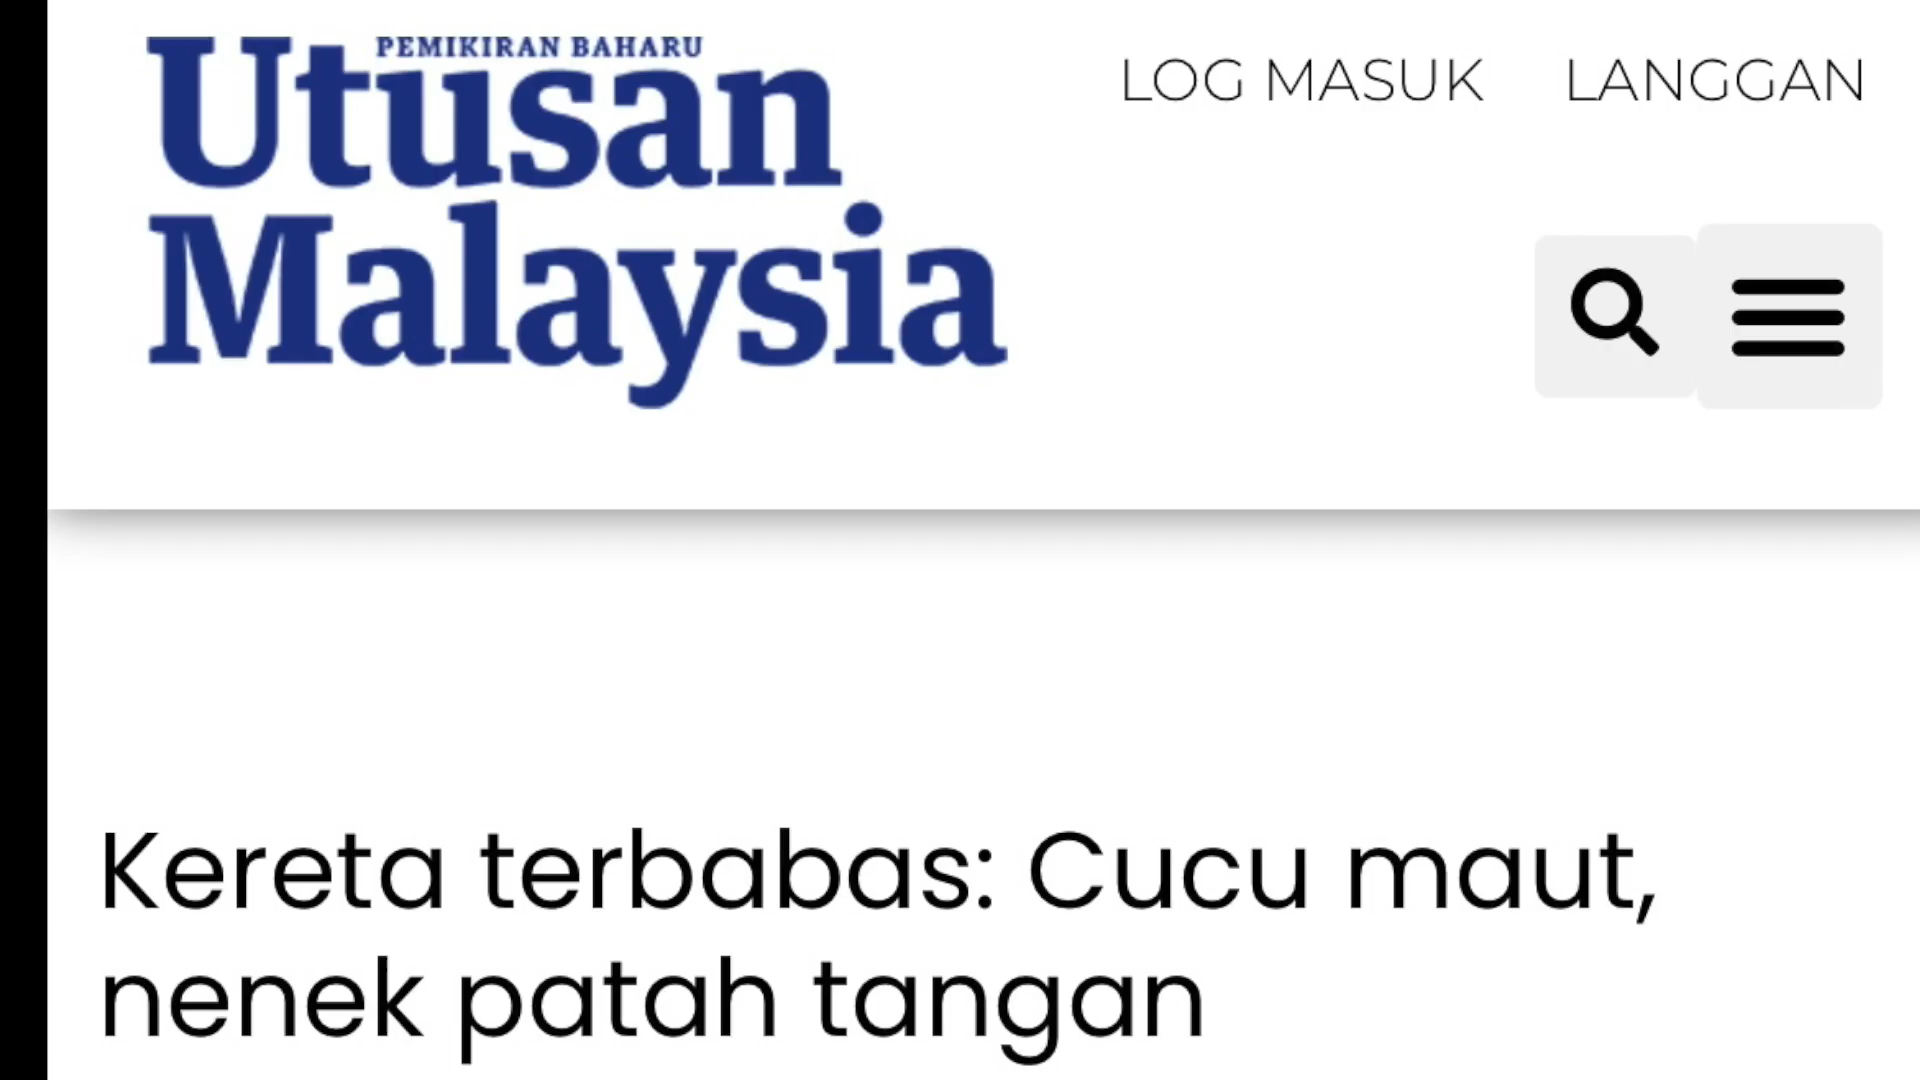 PEMIKIRAN BAHARU
Utusan
Malaysia
LOG MASUK LANGGAN
Kereta terbabas: Cucu maut,
nenek patah tangan